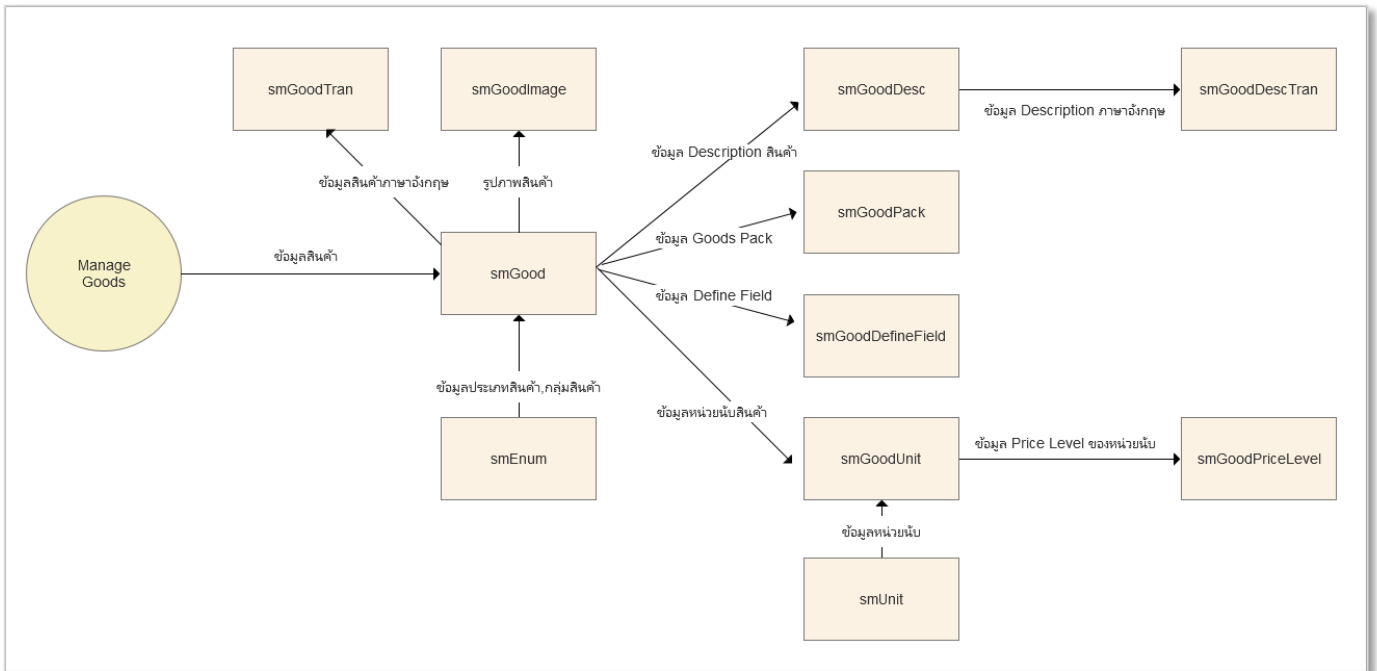 smGoodTran
smGoodImage
smGoodDesc
smGoodDescTran
ข้อมูล Description ภาษาอังกฤษ
ข้อมูล Description สินค้า
ข้อมูลสินค้าภาษาอังกฤษ
รูปภาพสินค้า
smGoodPack
ข้อมูล Goods Pack
Manage
Goods
ข้อมูลสินค้า
smGood
ข้อมูล Define Field
smGoodDefineField
ข้อมูลประเภทสินค้า,กลุ่มสินค้า
ข้อมูลหน่วยนับสินค้า
smEnum
smGoodUnit
ข้อมูล Price Level ของหน่วยนับ
smGoodPriceLevel
ข้อมูลหน่วยนับ
smUnit